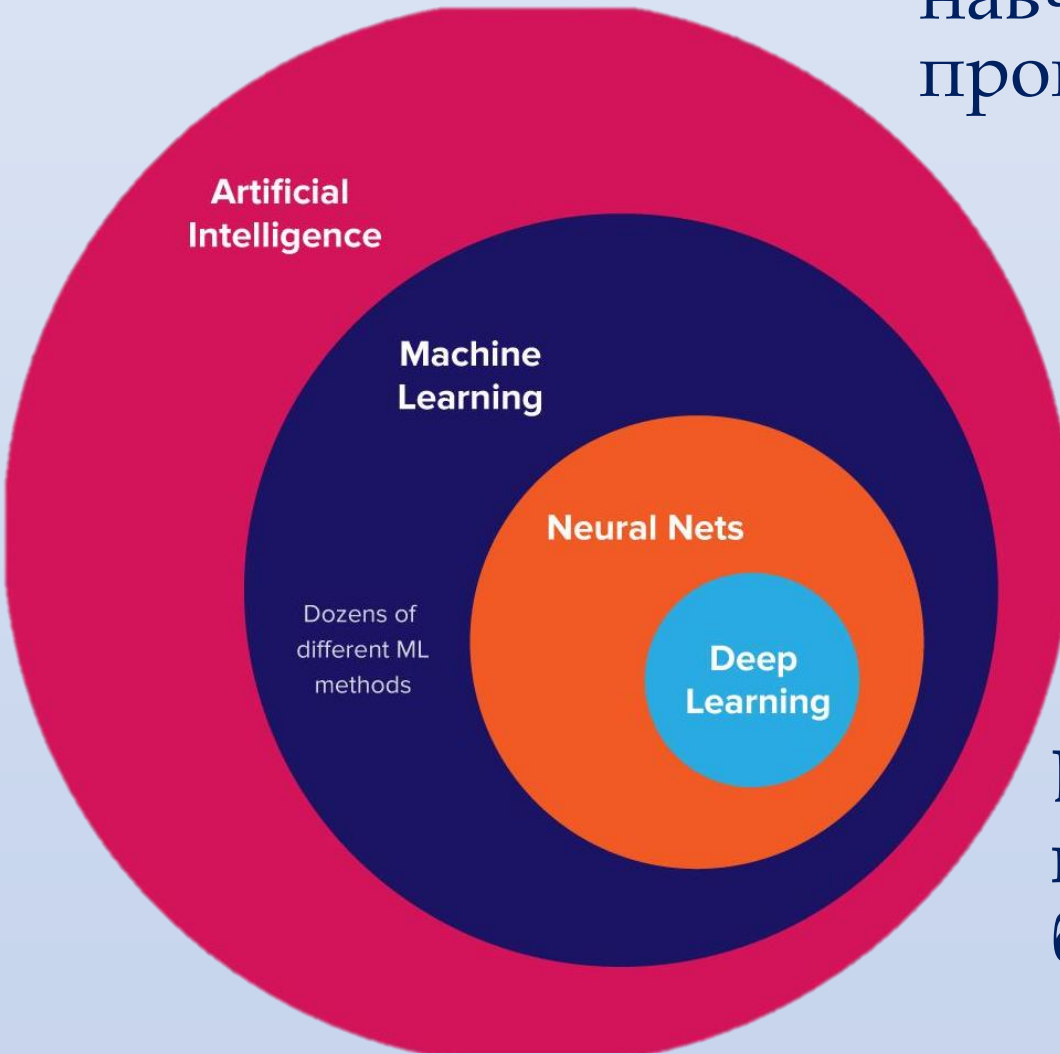 Artificial
Intelligence
Machine
Learning
Neural Nets
Dozens of
different ML
methods
Deep
Learning